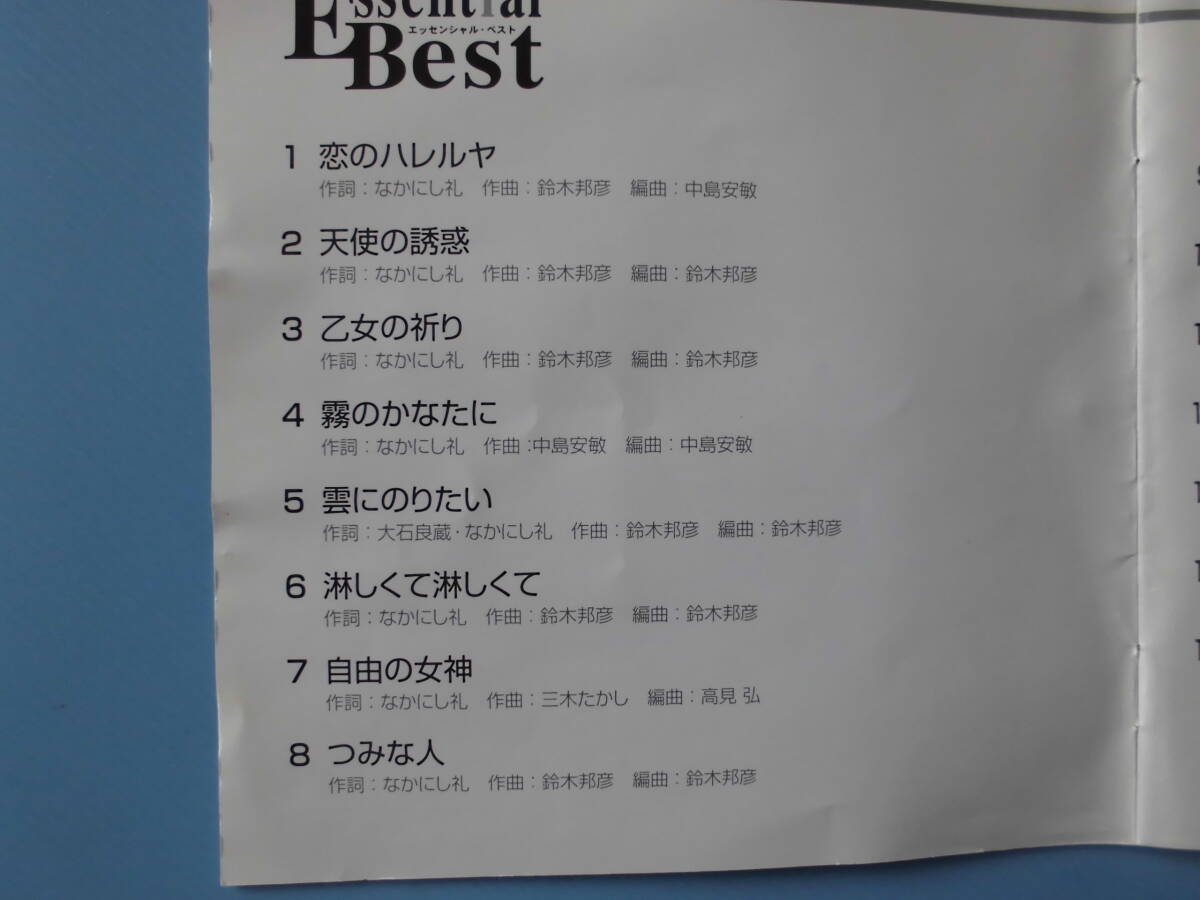 Essential
エッセンシャル・ベスト
Best
1 恋のハレルヤ
作詞：なかにし礼　作曲：鈴木邦彦　編曲：中島安敏
2 天使の誘惑
作詞：なかにし礼　作曲：鈴木邦彦　編曲：鈴木邦彦
3 乙女の祈り
作詞：なかにし礼　作曲：鈴木邦彦　編曲：鈴木邦彦
4 霧のかなたに
作詞：なかにし礼　作曲：中島安敏　編曲：中島安敏
5 雲にのりたい
作詞：大石良蔵・なかにし礼　作曲：鈴木邦彦　編曲：鈴木邦彦
6 淋しくて淋しくて
作詞：なかにし礼　作曲：鈴木邦彦　編曲：鈴木邦彦
7 自由の女神
作詞：なかにし礼　作曲：三木たかし　編曲：高見 弘
8 つみな人
作詞：なかにし礼　作曲：鈴木邦彦　編曲：鈴木邦彦